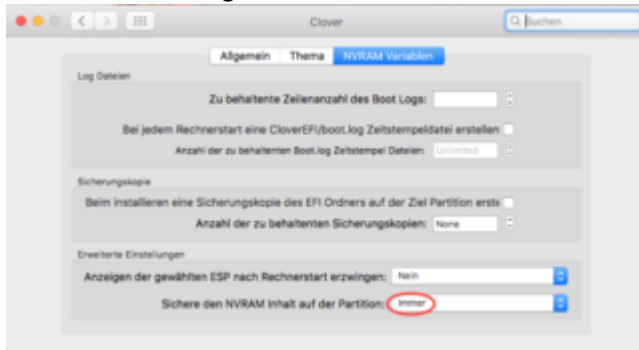 Clover
Suchen
Allgemein Thema NVRAM Variablen
Log Dateien
Zu behaltente Zeilenanzahl des Boot Logs:
Bei jedem Rechnerstart eine CloverEFI/boot.log Zeitstempeldatei erstellen
Anzahl der zu behaltenten Boot.log Zeitstempel Dateien: Unlimited
Sicherungskopie
Beim installieren eine Sicherungskopie des EFI Ordners auf der Ziel Partition erste
Anzahl der zu behaltenten Sicherungskopien: None
Erweiterte Einstellungen
Anzeigen der gewählten ESP nach Rechnerstart erzwingen: Nein
Sichere den NVRAM Inhalt auf der Partition: Immer